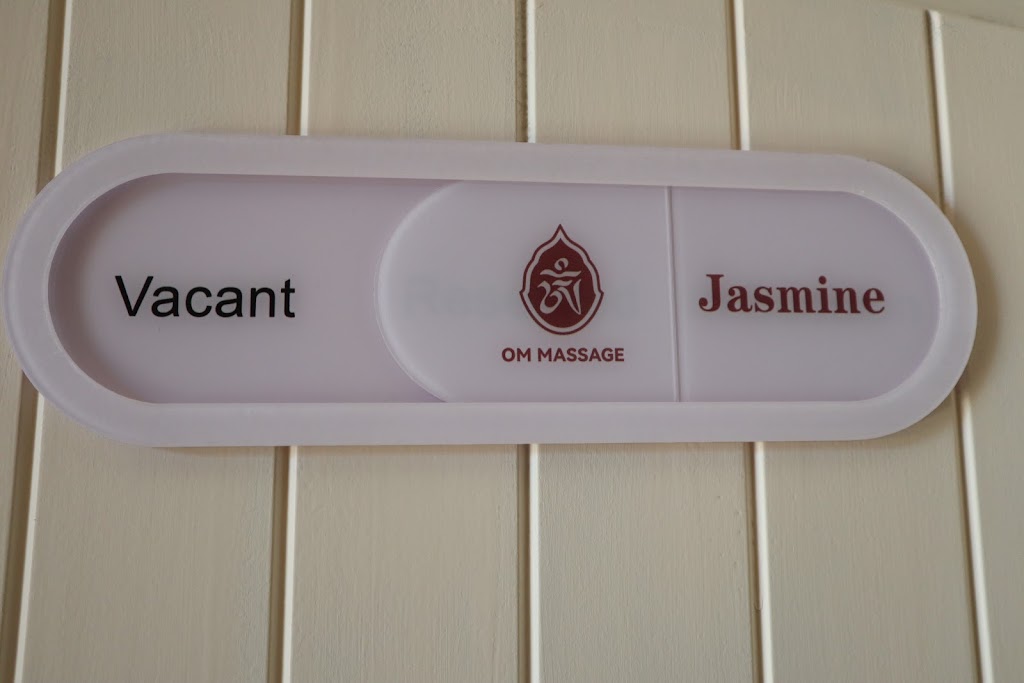 Vacant
OM MASSAGE
Jasmine